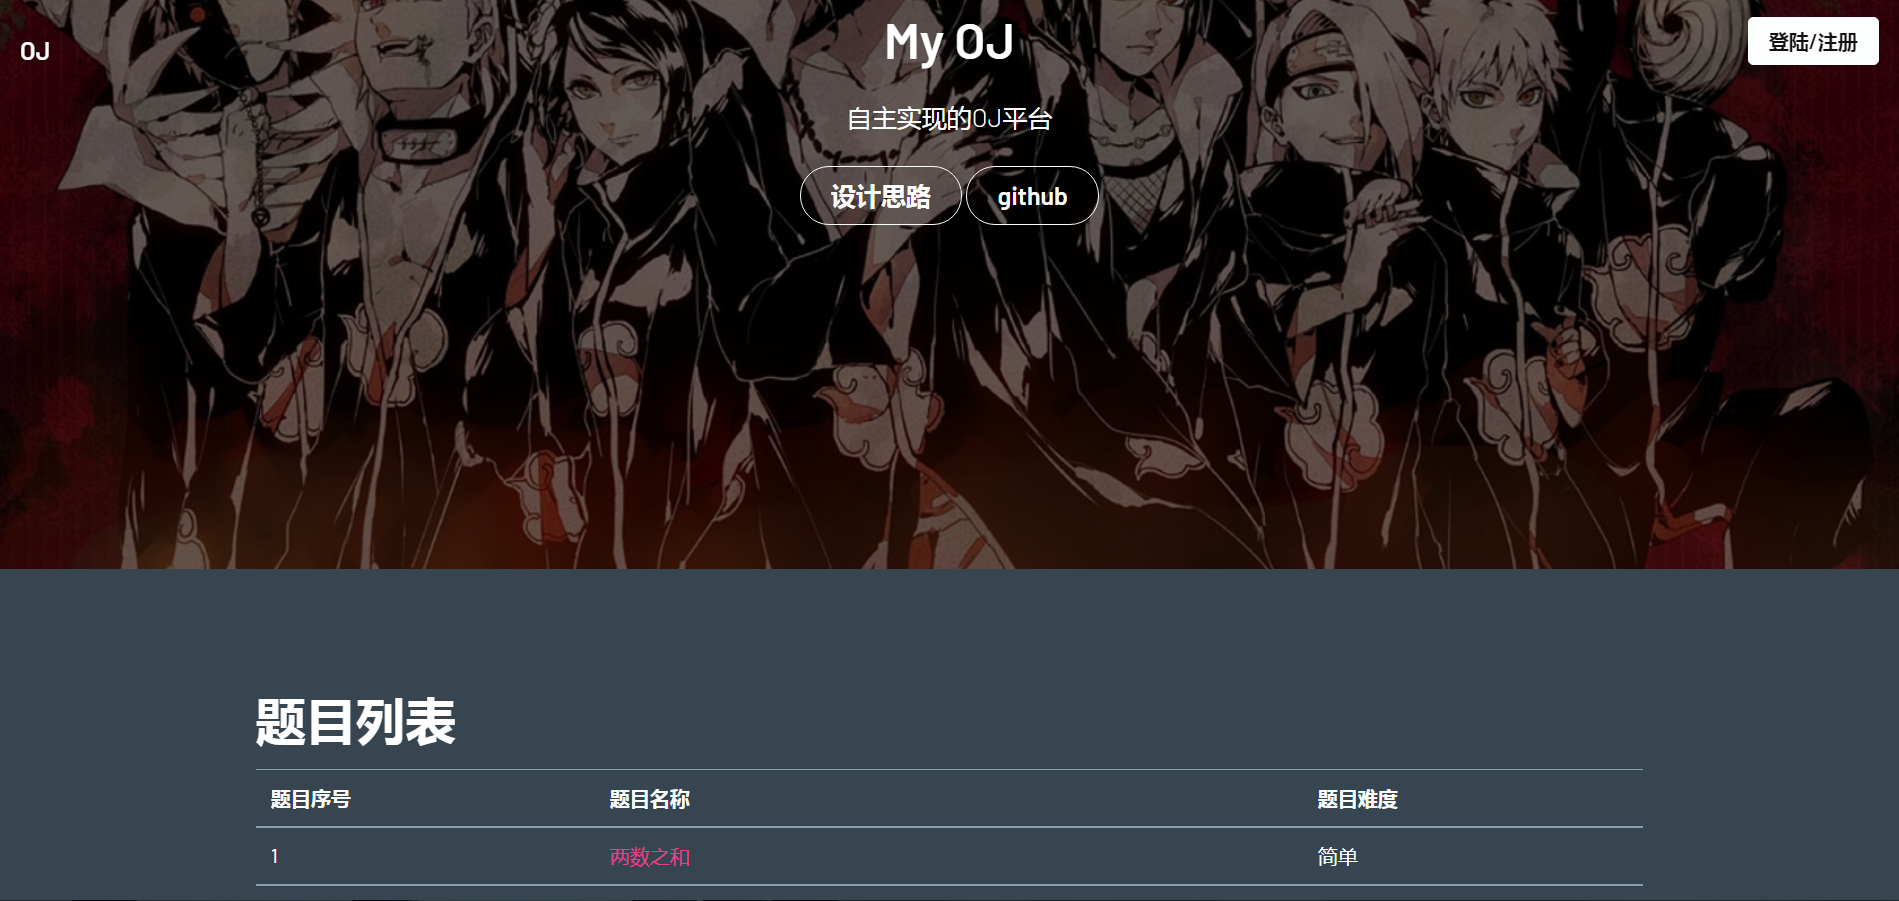 OJ
My OJ
登陆/注册
自主实现的OJ平台
设计思路 github
题目列表
题目序号 题目名称 题目难度
1 两数之和 简单